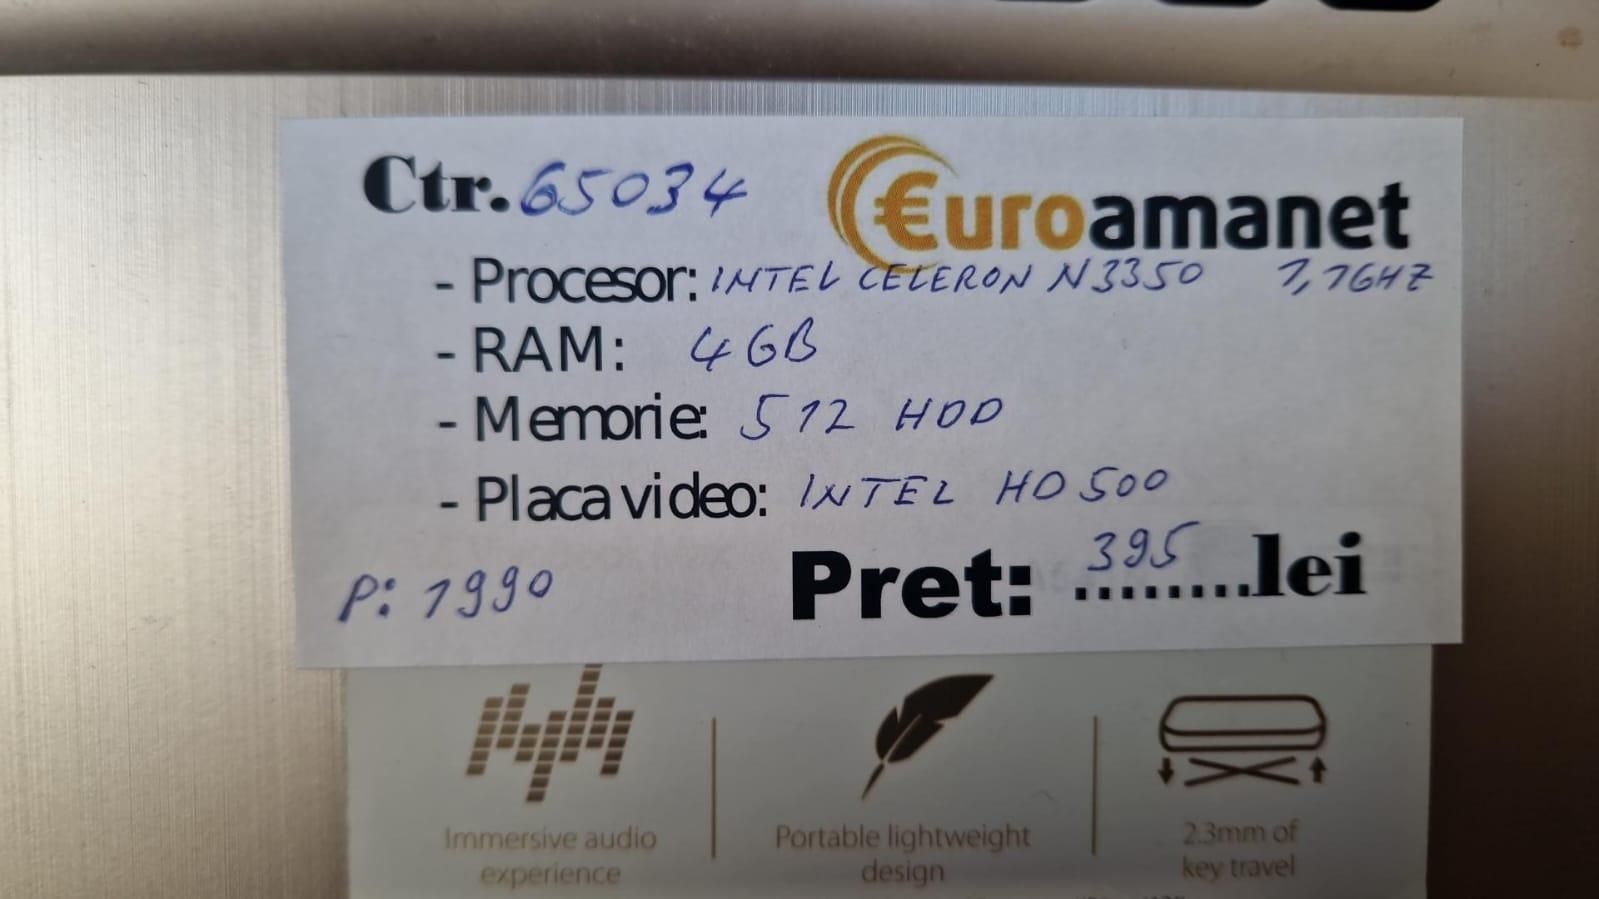 Ctr. 65034
€uroamanet
- Procesor: INTEL CELERON N3350 1,1GHZ
- RAM: 4GB
- Memorie: 512 HDD
- Placa video: INTEL HD 500
P: 1990
Pret: 395 ........lei
Immersive audio experience
Portable lightweight design
2.3mm of key travel